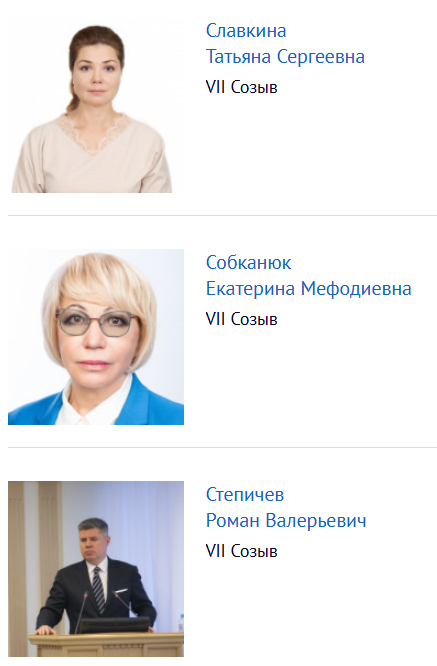 Славкина
Татьяна Сергеевна
VII Созыв
Собканюк
Екатерина Мефодиевна
VII Созыв
Степичев
Роман Валерьевич
VII Созыв